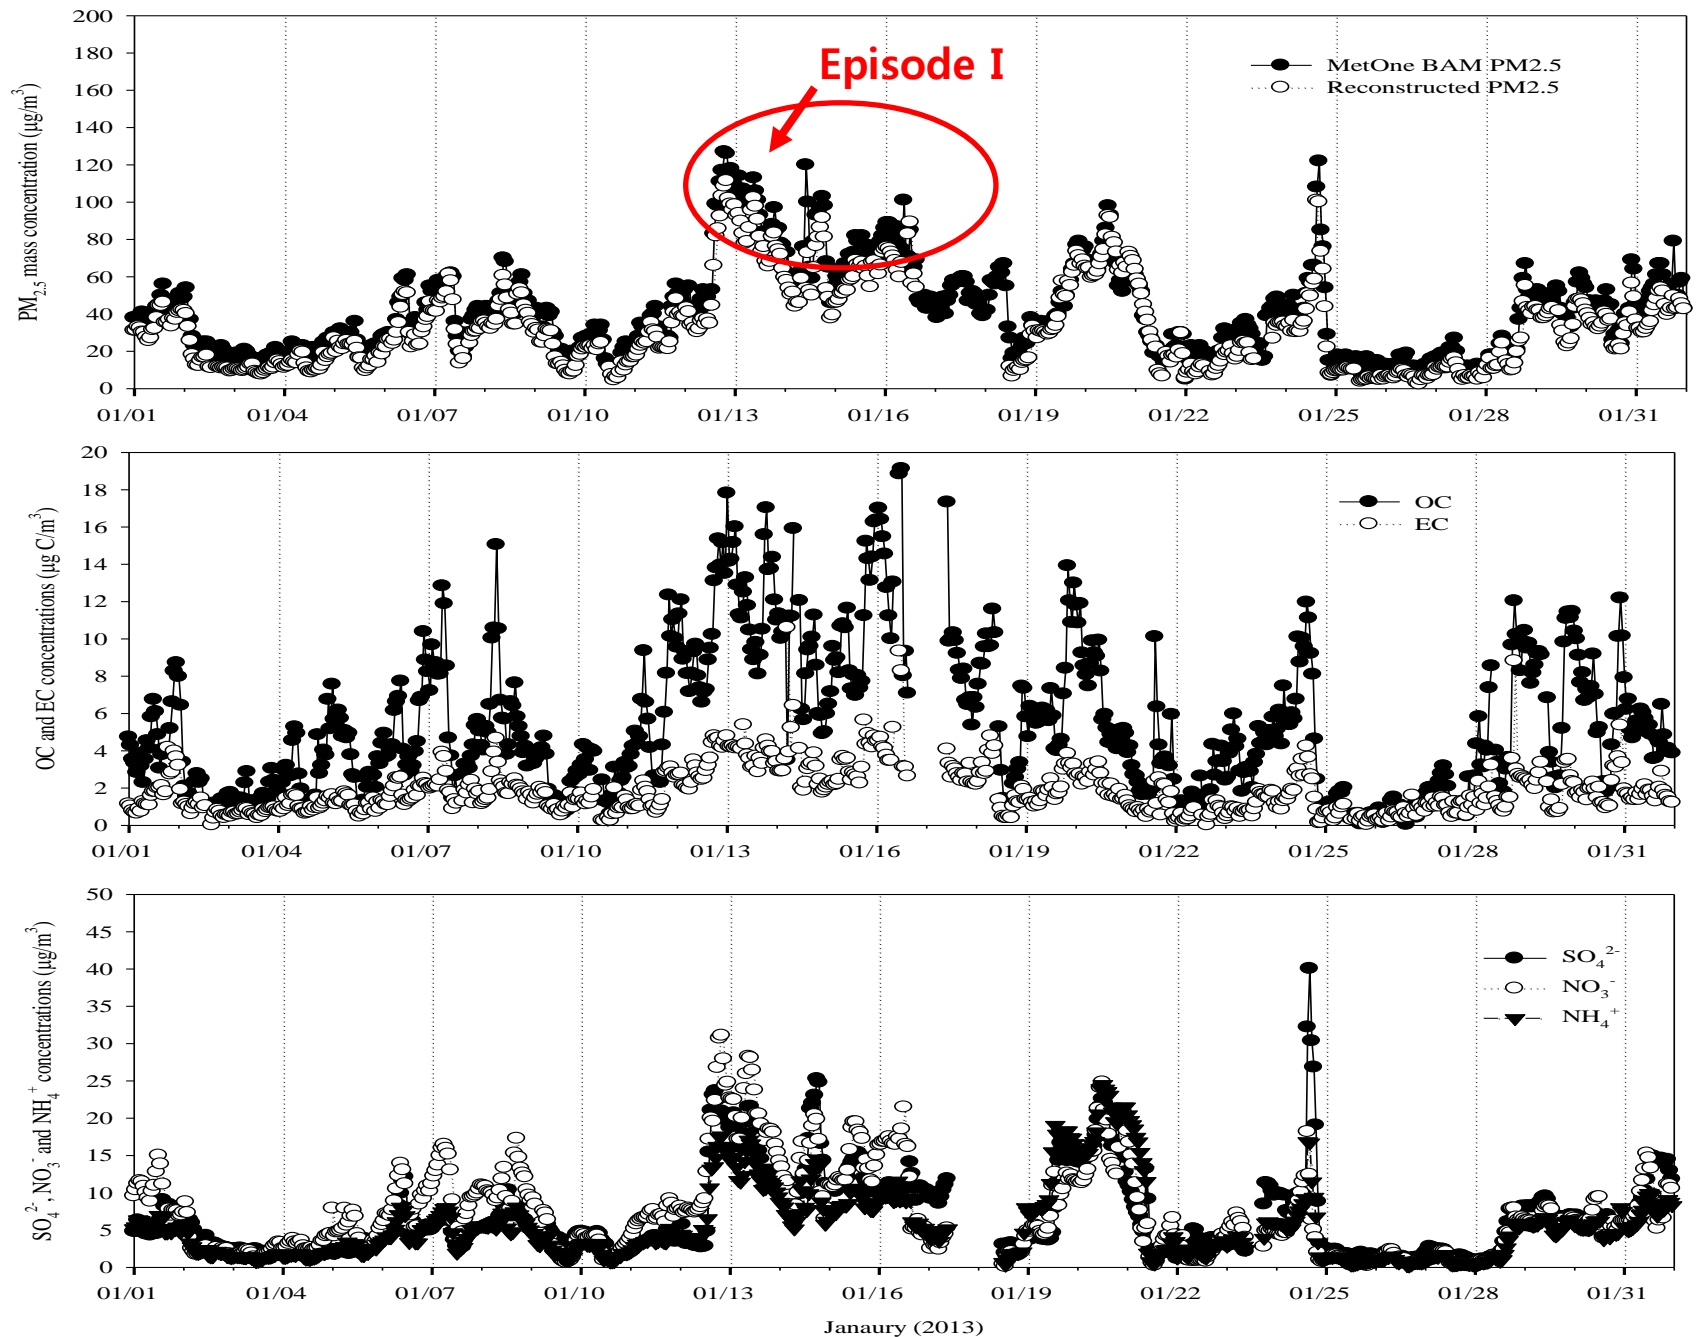 200
180
160
140
120
100
80
60
40
20
0
PM₂.₅ mass concentration (μg/m³)
Episode I
MetOne BAM PM2.5
Reconstructed PM2.5
01/01 01/04 01/07 01/10 01/13 01/16 01/19 01/22 01/25 01/28 01/31
20
18
16
14
12
10
8
6
4
2
0
OC and EC concentrations (μg C/m³)
OC
EC
01/01 01/04 01/07 01/10 01/13 01/16 01/19 01/22 01/25 01/28 01/31
50
45
40
35
30
25
20
15
10
5
0
SO₄²⁻, NO₃⁻ and NH₄⁺ concentrations (μg/m³)
SO₄²⁻
NO₃⁻
NH₄⁺
01/01 01/04 01/07 01/10 01/13 01/16 01/19 01/22 01/25 01/28 01/31
Janaury (2013)